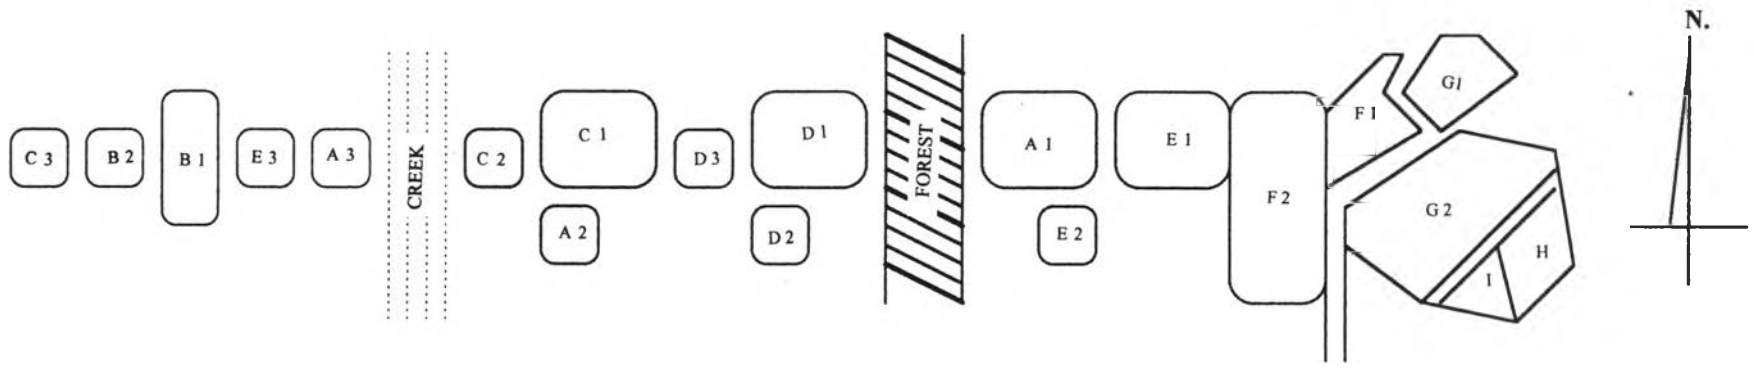 N.
C 3
B 2
B 1
E 3
A 3
CREEK
C 2
C 1
A 2
D 3
D 1
D 2
FOREST
A 1
E 2
E 1
F 2
F 1
G1
G 2
H
I